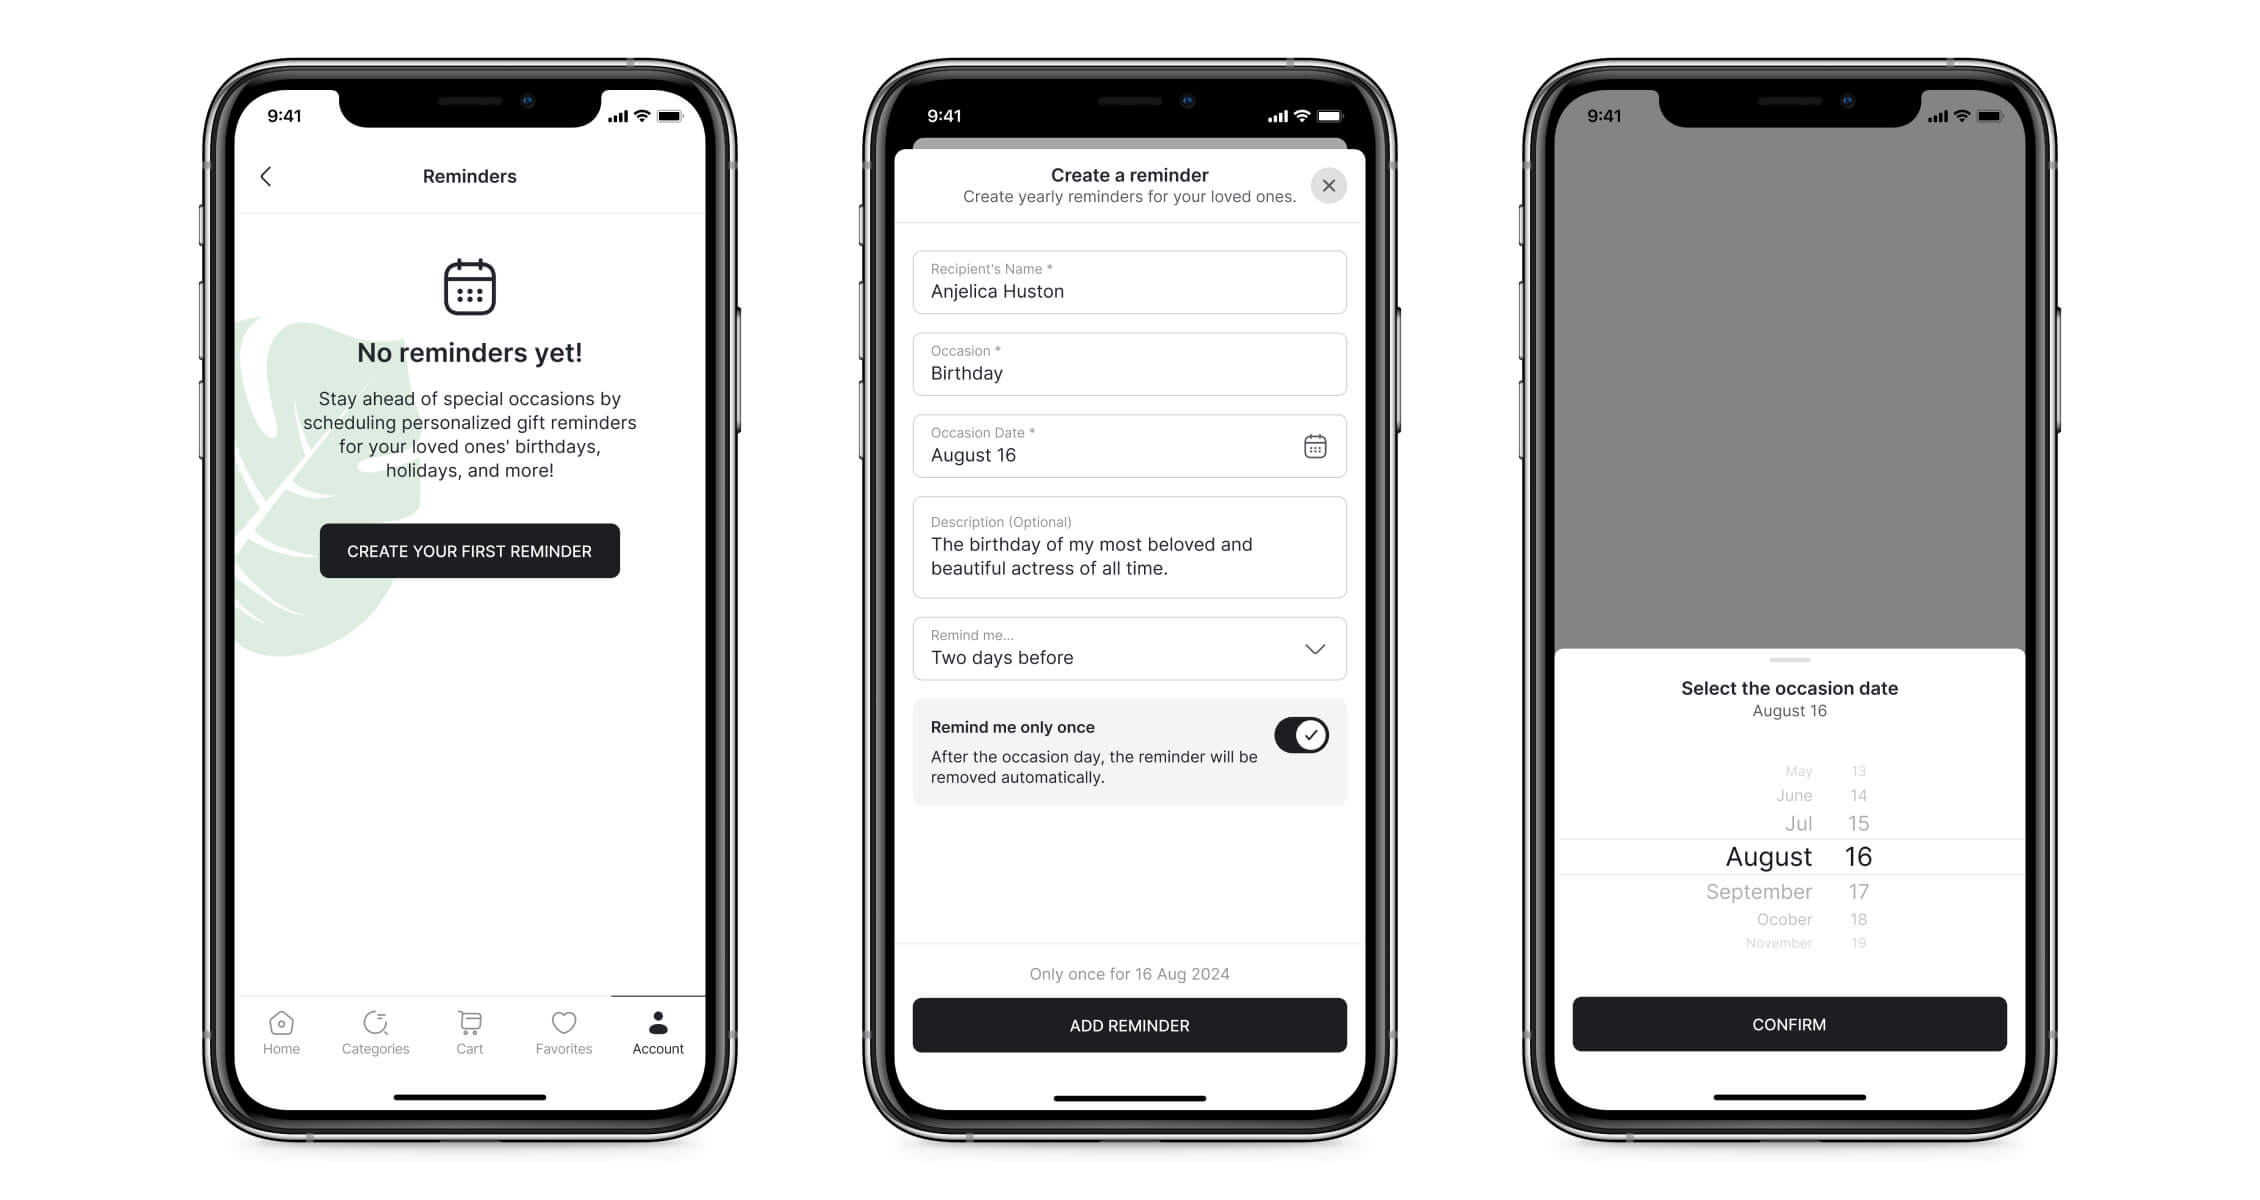 9:41
Reminders
No reminders yet!
Stay ahead of special occasions by
scheduling personalized gift reminders
for your loved ones' birthdays,
holidays, and more!
CREATE YOUR FIRST REMINDER
Home
Categories
Cart
Favorites
Account
9:41
Create a reminder
Create yearly reminders for your loved ones.
Recipient's Name *
Anjelica Huston
Occasion *
Birthday
Occasion Date *
August 16
Description (Optional)
The birthday of my most beloved and
beautiful actress of all time.
Remind me...
Two days before
Remind me only once
After the occasion day, the reminder will be
removed automatically.
Only once for 16 Aug 2024
ADD REMINDER
9:41
Select the occasion date
August 16
May 13
June 14
Jul 15
August 16
September 17
Ocober 18
November 19
CONFIRM